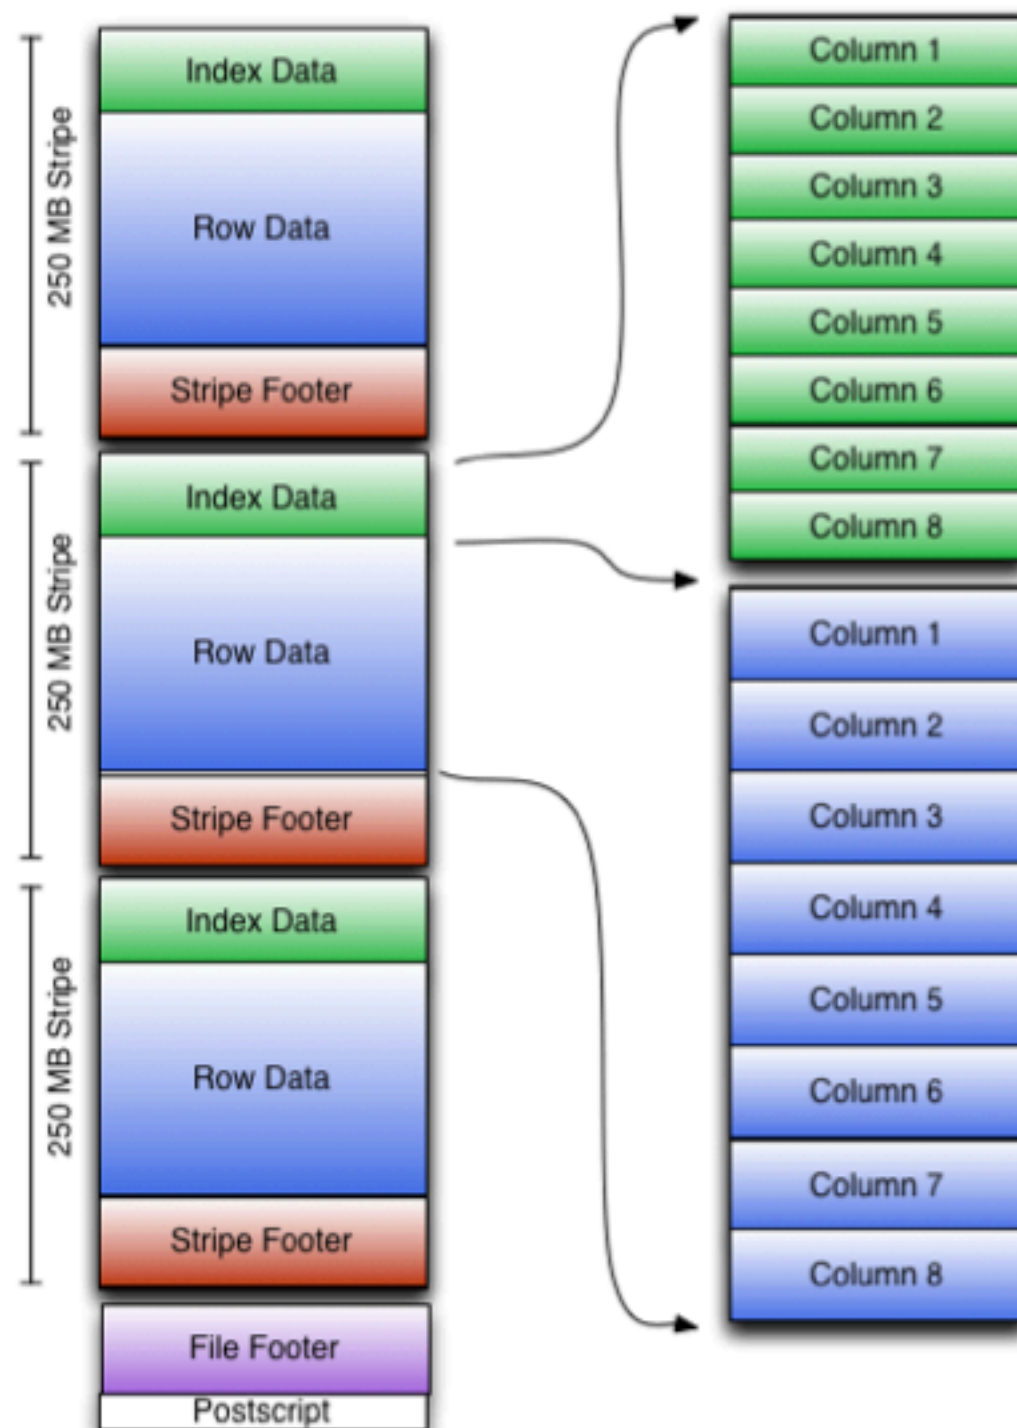 250 MB Stripe
Index Data
Row Data
Stripe Footer
250 MB Stripe
Index Data
Row Data
Stripe Footer
250 MB Stripe
Index Data
Row Data
Stripe Footer
File Footer
Postscript
Column 1
Column 2
Column 3
Column 4
Column 5
Column 6
Column 7
Column 8
Column 1
Column 2
Column 3
Column 4
Column 5
Column 6
Column 7
Column 8